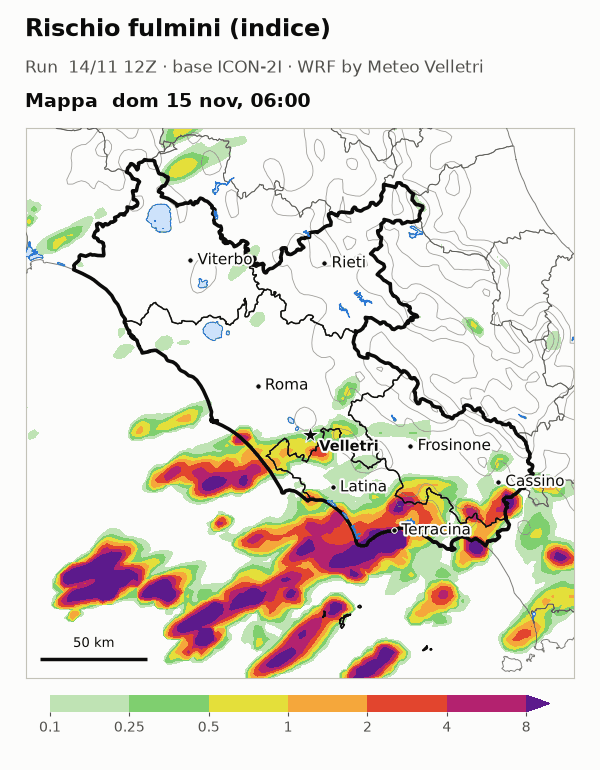 Rischio fulmini (indice)
Run  14/11 12Z · base ICON-2I · WRF by Meteo Velletri
Mappa  dom 15 nov, 06:00
Viterbo
Rieti
Roma
Velletri
Frosinone
Cassino
Latina
Terracina
50 km
0.1 0.25 0.5 1 2 4 8